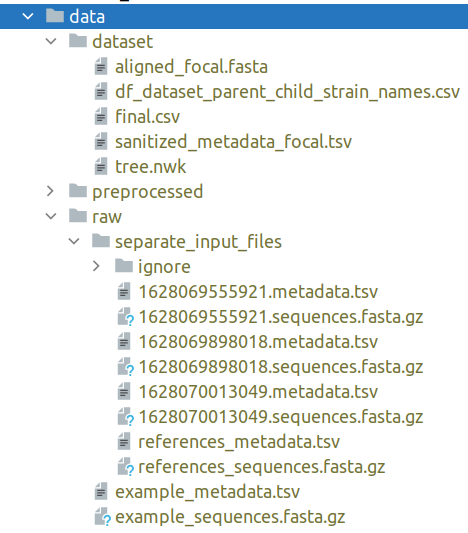 data
dataset
aligned_focal.fasta
df_dataset_parent_child_strain_names.csv
final.csv
sanitized_metadata_focal.tsv
tree.nwk
preprocessed
raw
separate_input_files
ignore
1628069555921.metadata.tsv
1628069555921.sequences.fasta.gz
1628069898018.metadata.tsv
1628069898018.sequences.fasta.gz
1628070013049.metadata.tsv
1628070013049.sequences.fasta.gz
references_metadata.tsv
references_sequences.fasta.gz
example_metadata.tsv
example_sequences.fasta.gz